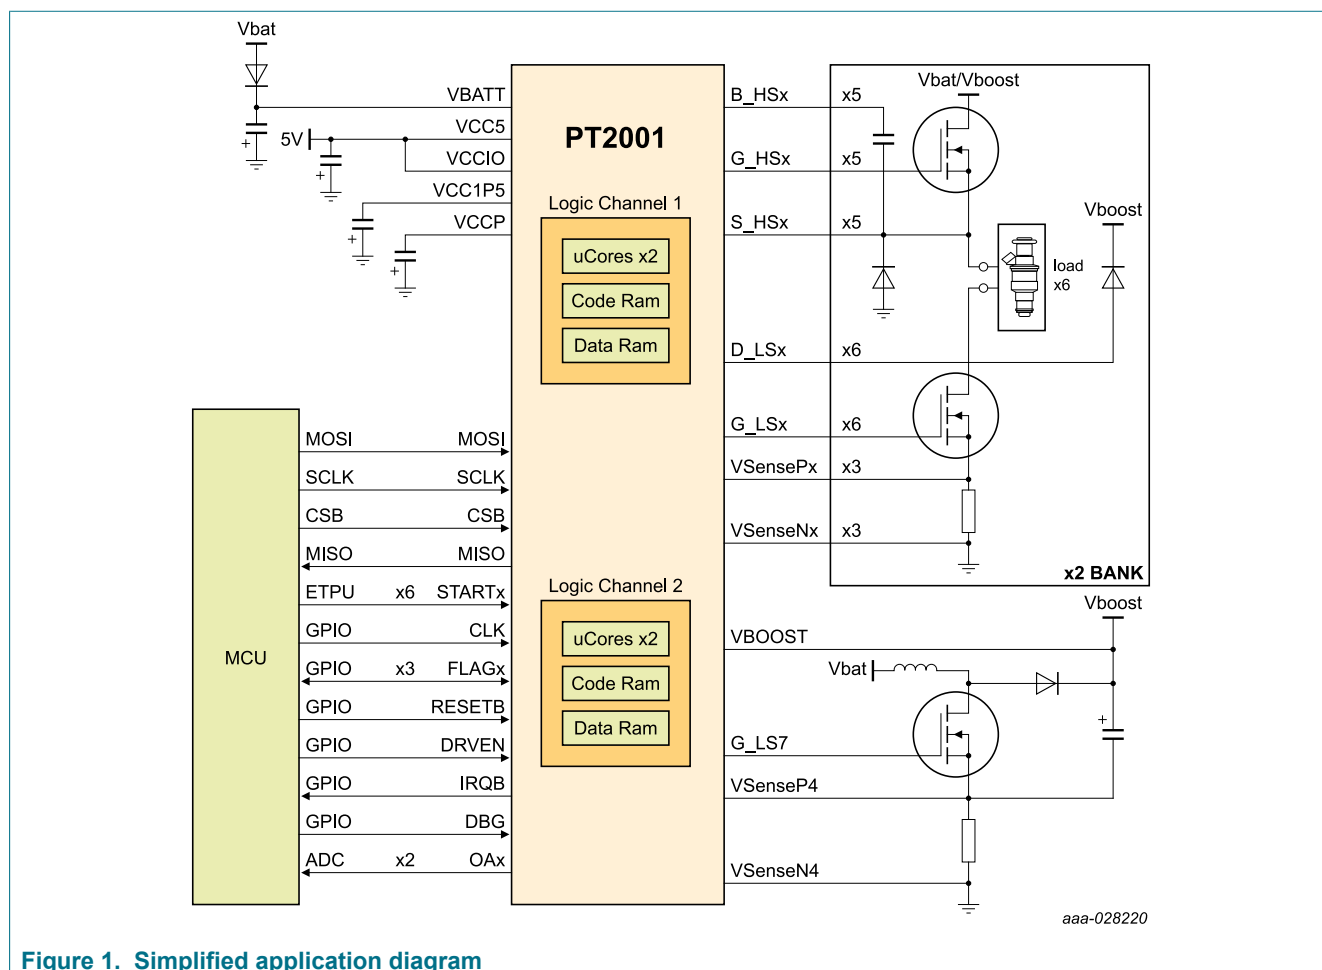 Vbat
VBATT
5V
VCC5
VCCIO
VCC1P5
VCCP
PT2001
Logic Channel 1
uCores x2
Code Ram
Data Ram
B_HSx x5
G_HSx x5
S_HSx x5
D_LSx x6
G_LSx x6
VSensePx x3
VSenseNx x3
Vbat/Vboost
Vboost
load
x6
x2 BANK
MCU
MOSI MOSI
SCLK SCLK
CSB CSB
MISO MISO
ETPU x6 STARTx
GPIO CLK
GPIO x3 FLAGx
GPIO RESETB
GPIO DRVEN
GPIO IRQB
GPIO DBG
ADC x2 OAx
Logic Channel 2
uCores x2
Code Ram
Data Ram
Vboost
VBOOST
Vbat
G_LS7
VSenseP4
VSenseN4
aaa-028220
Figure 1. Simplified application diagram